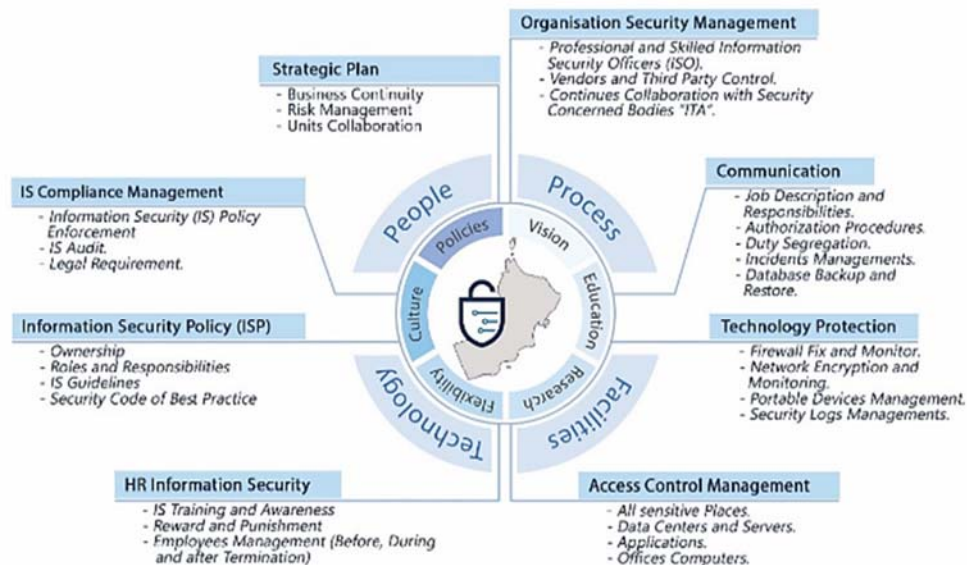 Organisation Security Management
- Professional and Skilled Information
Security Officers (iSO).
- Vendors and Third Party Control.
- Continues Collaboration with Security
Concerned Bodies "ITA".
Strategic Plan
- Business Continuity
- Risk Management
- Units Collaboration
IS Compliance Management
- Information Security (IS) Policy
Enforcement
- IS Audit.
- Legal Requirement.
Communication
- Job Description and
Responsibilities.
- Authorization Procedures.
- Duty Segregation.
- Incidents Managements.
- Database Backup and
Restore.
People
Process
Policies
Vision
Culture
Education
Flexibility
Research
Technology
Facilities
Information Security Policy (ISP)
- Ownership
- Roles and Responsibilities
- IS Guidelines
- Security Code of Best Practice
Technology Protection
- Firewall Fix and Monitor.
- Network Encryption and
Monitoring.
- Portable Devices Management.
- Security Logs Managements.
HR Information Security
- IS Training and Awareness
- Reward and Punishment
- Employees Management (Before, During
and after Termination)
Access Control Management
- All sensitive Places.
- Data Centers and Servers.
- Applications.
- Offices Computers.